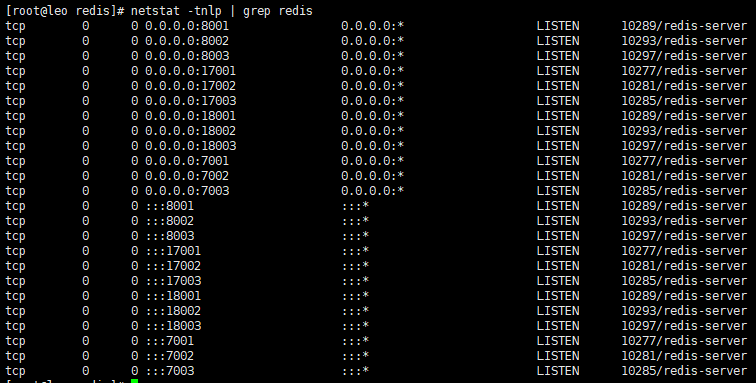 [root@leo redis]# netstat -tnlp | grep redis
tcp        0      0 0.0.0.0:8001                0.0.0.0:*                   LISTEN      10289/redis-server
tcp        0      0 0.0.0.0:8002                0.0.0.0:*                   LISTEN      10293/redis-server
tcp        0      0 0.0.0.0:8003                0.0.0.0:*                   LISTEN      10297/redis-server
tcp        0      0 0.0.0.0:17001               0.0.0.0:*                   LISTEN      10277/redis-server
tcp        0      0 0.0.0.0:17002               0.0.0.0:*                   LISTEN      10281/redis-server
tcp        0      0 0.0.0.0:17003               0.0.0.0:*                   LISTEN      10285/redis-server
tcp        0      0 0.0.0.0:18001               0.0.0.0:*                   LISTEN      10289/redis-server
tcp        0      0 0.0.0.0:18002               0.0.0.0:*                   LISTEN      10293/redis-server
tcp        0      0 0.0.0.0:18003               0.0.0.0:*                   LISTEN      10297/redis-server
tcp        0      0 0.0.0.0:7001                0.0.0.0:*                   LISTEN      10277/redis-server
tcp        0      0 0.0.0.0:7002                0.0.0.0:*                   LISTEN      10281/redis-server
tcp        0      0 0.0.0.0:7003                0.0.0.0:*                   LISTEN      10285/redis-server
tcp        0      0 :::8001                     :::*                        LISTEN      10289/redis-server
tcp        0      0 :::8002                     :::*                        LISTEN      10293/redis-server
tcp        0      0 :::8003                     :::*                        LISTEN      10297/redis-server
tcp        0      0 :::17001                    :::*                        LISTEN      10277/redis-server
tcp        0      0 :::17002                    :::*                        LISTEN      10281/redis-server
tcp        0      0 :::17003                    :::*                        LISTEN      10285/redis-server
tcp        0      0 :::18001                    :::*                        LISTEN      10289/redis-server
tcp        0      0 :::18002                    :::*                        LISTEN      10293/redis-server
tcp        0      0 :::18003                    :::*                        LISTEN      10297/redis-server
tcp        0      0 :::7001                     :::*                        LISTEN      10277/redis-server
tcp        0      0 :::7002                     :::*                        LISTEN      10281/redis-server
tcp        0      0 :::7003                     :::*                        LISTEN      10285/redis-server